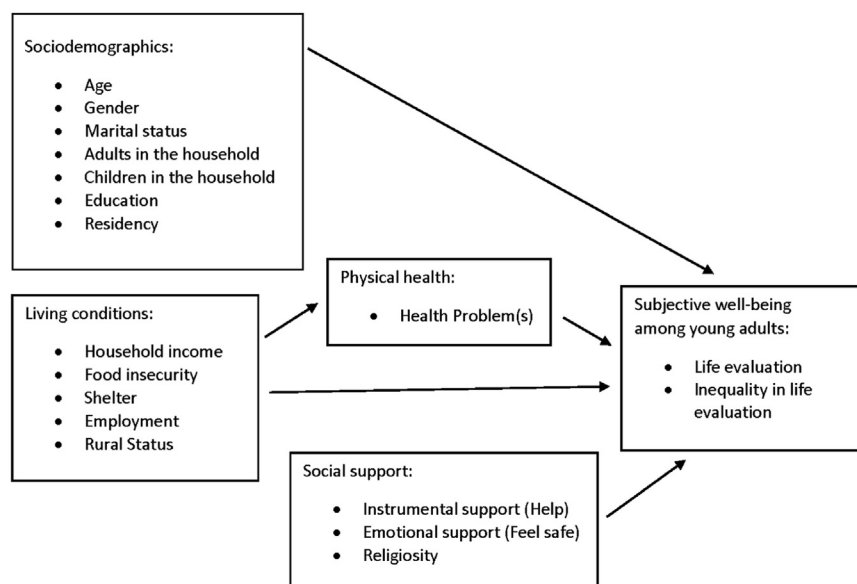 Sociodemographics:
• Age
• Gender
• Marital status
• Adults in the household
• Children in the household
• Education
• Residency
Physical health:
• Health Problem(s)
Living conditions:
• Household income
• Food insecurity
• Shelter
• Employment
• Rural Status
Subjective well-being
among young adults:
• Life evaluation
• Inequality in life
evaluation
Social support:
• Instrumental support (Help)
• Emotional support (Feel safe)
• Religiosity